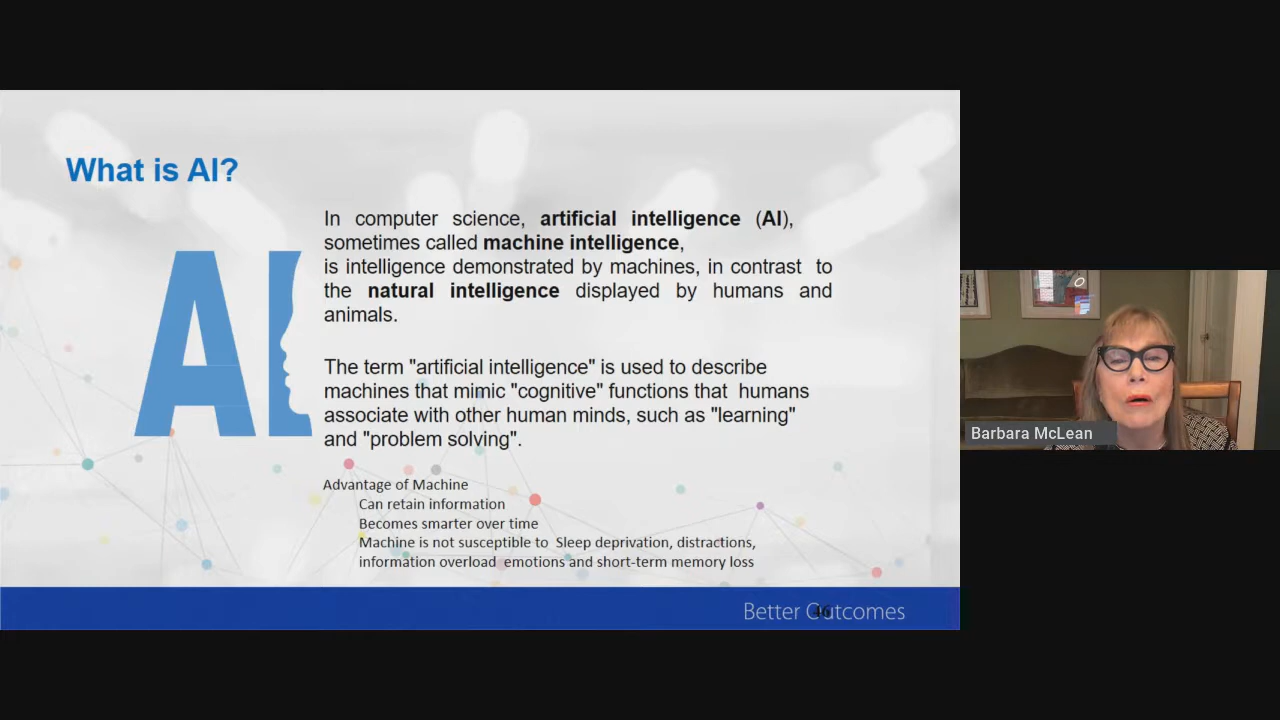 What is AI?
AI
In computer science, artificial intelligence (AI),
sometimes called machine intelligence,
is intelligence demonstrated by machines, in contrast to
the natural intelligence displayed by humans and
animals.
The term "artificial intelligence" is used to describe
machines that mimic "cognitive" functions that humans
associate with other human minds, such as "learning"
and "problem solving".
Advantage of Machine
Can retain information
Becomes smarter over time
Machine is not susceptible to Sleep deprivation, distractions,
information overload emotions and short-term memory loss
Better Outcomes
Barbara McLean